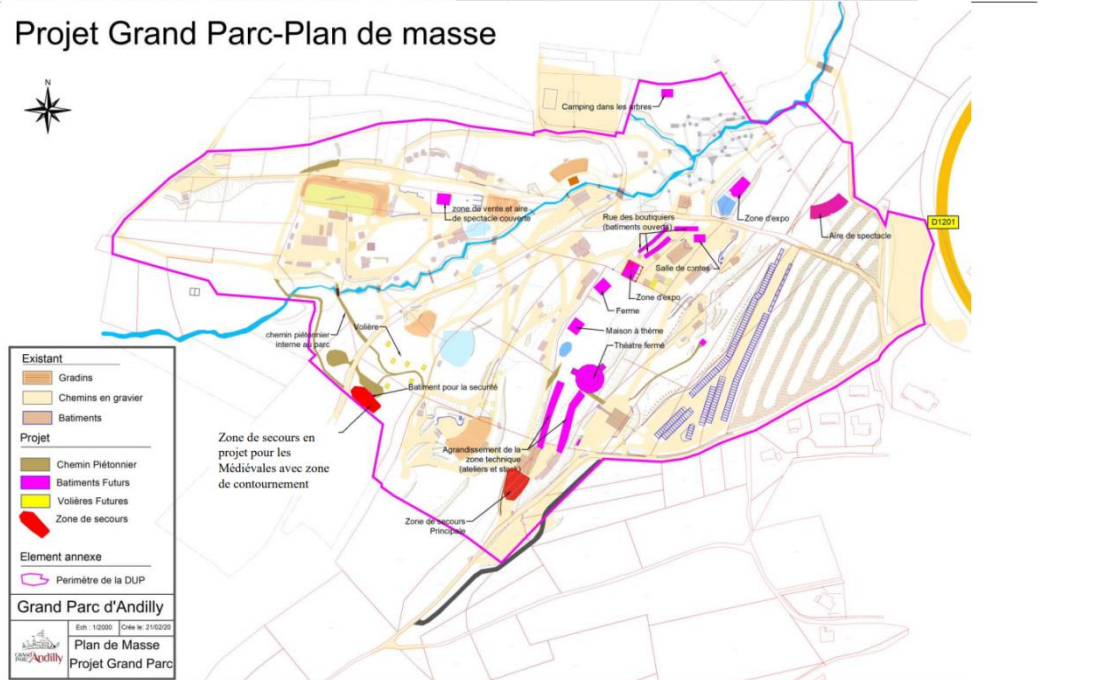 Projet Grand Parc-Plan de masse
N
Camping dans les arbres
D1201
zone du vente et aire
de spectacle couverte
Rue des boutiquiers
(batiments ouverts)
Zone d'expo
Aire de spectacle
Salle de contes
Zone d'expo
Ferme
Maison à thème
Théatre fermé
chemin piétonnier
interne au parc
Volière
Batiment pour la securité
Zone de secours en
projet pour les
Médiévales avec zone
de contournement
Agrandissement de la
zone technique
(ateliers et stock)
Zone de secours
Principale
Existant
Gradins
Chemins en gravier
Batiments
Projet
Chemin Piétonnier
Batiments Futurs
Volières Futures
Zone de secours
Element annexe
Perimètre de la DUP
Grand Parc d'Andilly
Ech : 1/2000
Crée le: 21/02/20
GRAND PARC Andilly
Plan de Masse
Projet Grand Parc